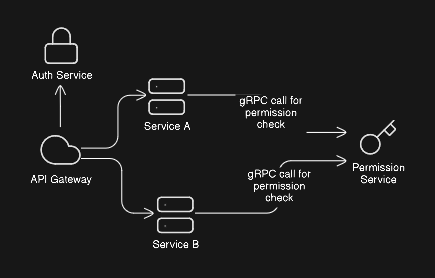 Auth Service
API Gateway
Service A
gRPC call for
permission
check
Service B
gRPC call for
permission
check
Permission
Service